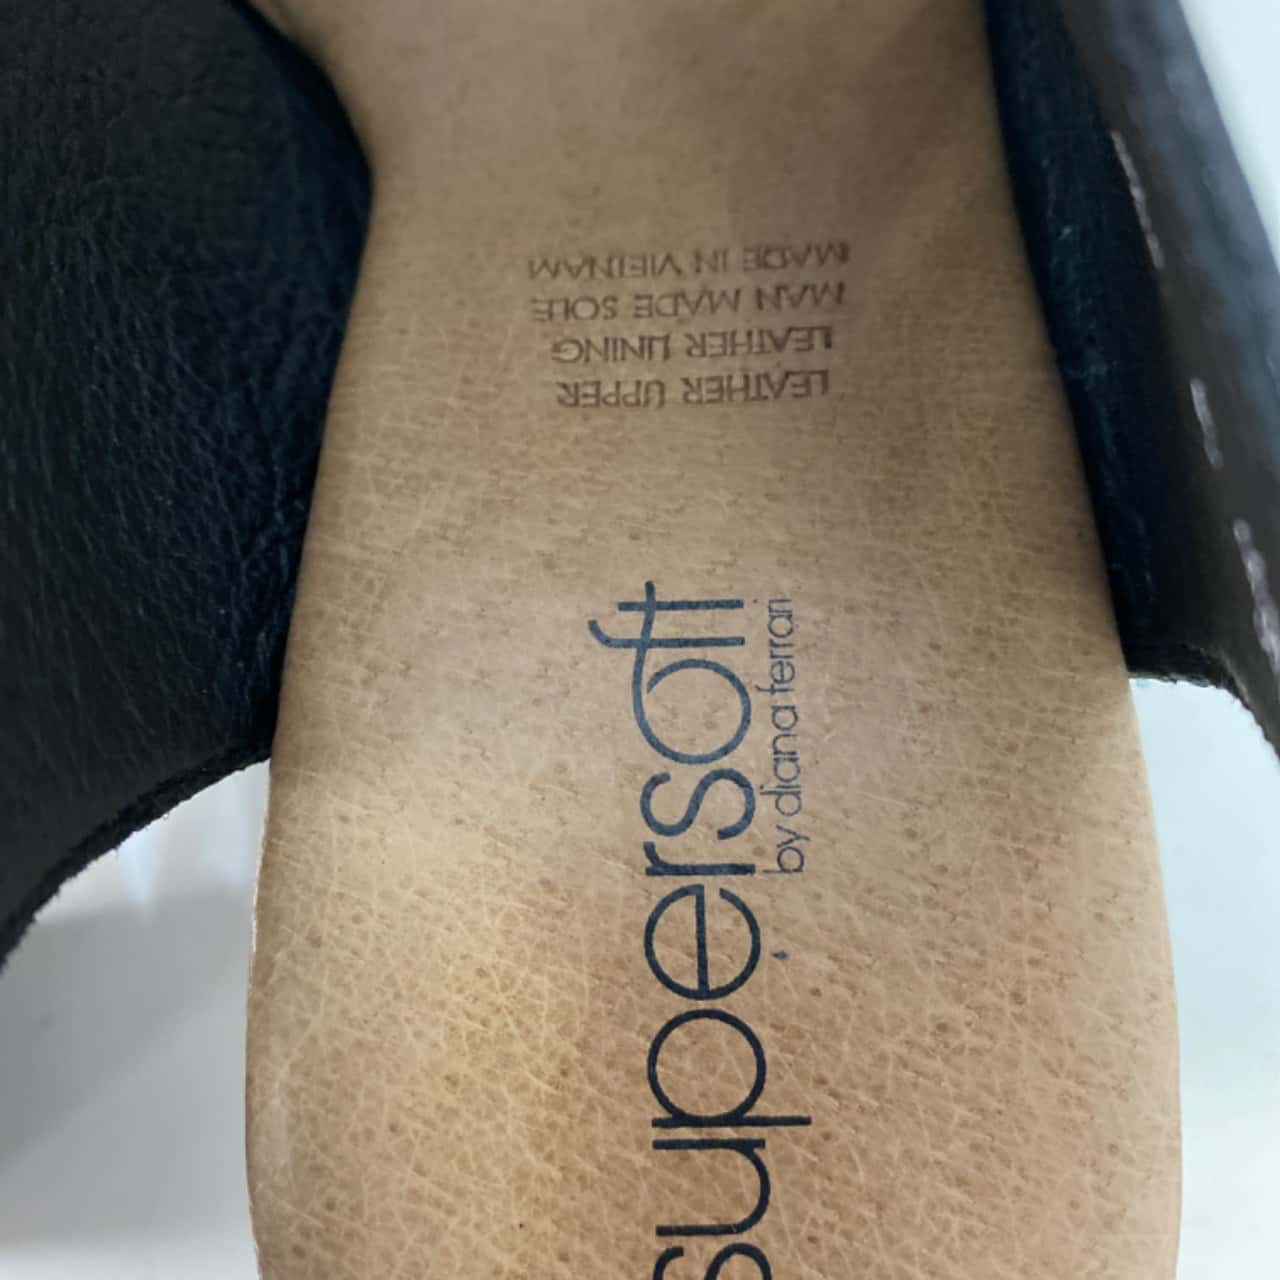 LEATHER UPPER
LEATHER LINING
MAN MADE SOLE
MADE IN VIETNAM
supersoft
by diana ferrari